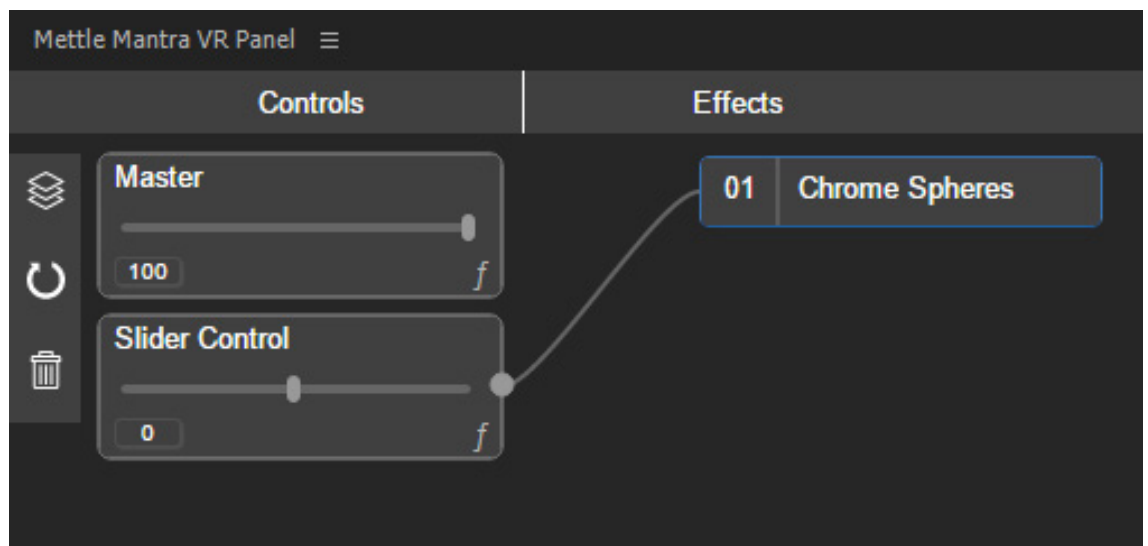 Mettle Mantra VR Panel
Controls
Effects
Master
100
ƒ
Slider Control
0
ƒ
01 Chrome Spheres